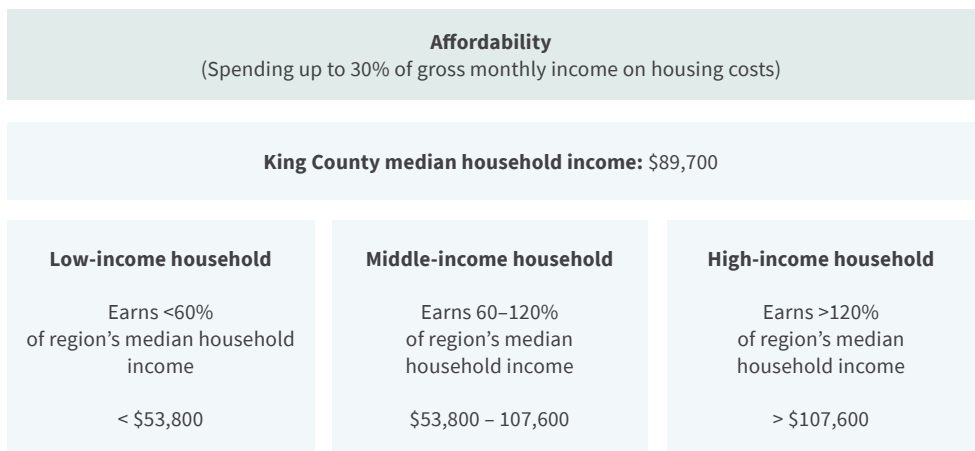 Affordability
(Spending up to 30% of gross monthly income on housing costs)
King County median household income: $89,700
Low-income household
Earns <60%
of region’s median household
income
< $53,800
Middle-income household
Earns 60–120%
of region’s median
household income
$53,800 – 107,600
High-income household
Earns >120%
of region’s median
household income
> $107,600